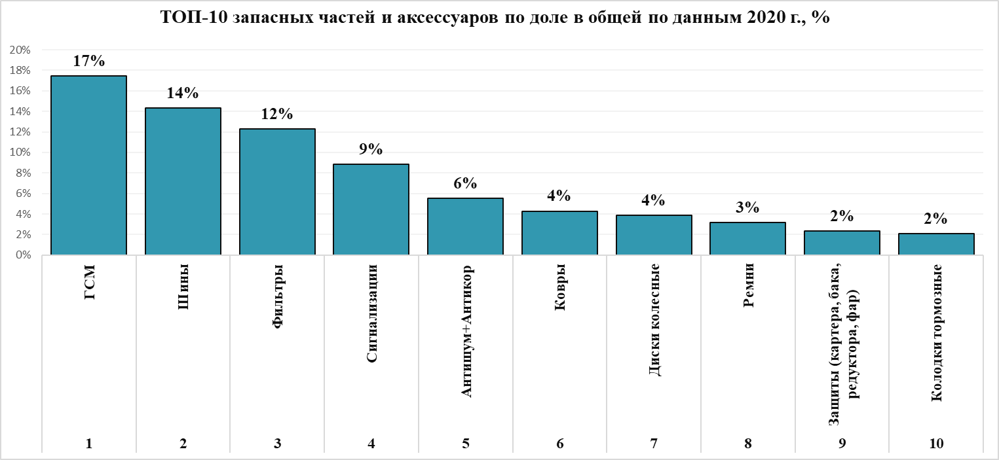 ТОП-10 запасных частей и аксессуаров по доле в общей по данным 2020 г., %
20%
18%
16%
14%
12%
10%
8%
6%
4%
2%
0%
17%
14%
12%
9%
6%
4%
4%
3%
2%
2%
ГСМ
Шины
Фильтры
Сигнализации
Антишум+Антикор
Ковры
Диски колесные
Ремни
Защиты (картера, бака,
редуктора, фар)
Колодки тормозные
1
2
3
4
5
6
7
8
9
10